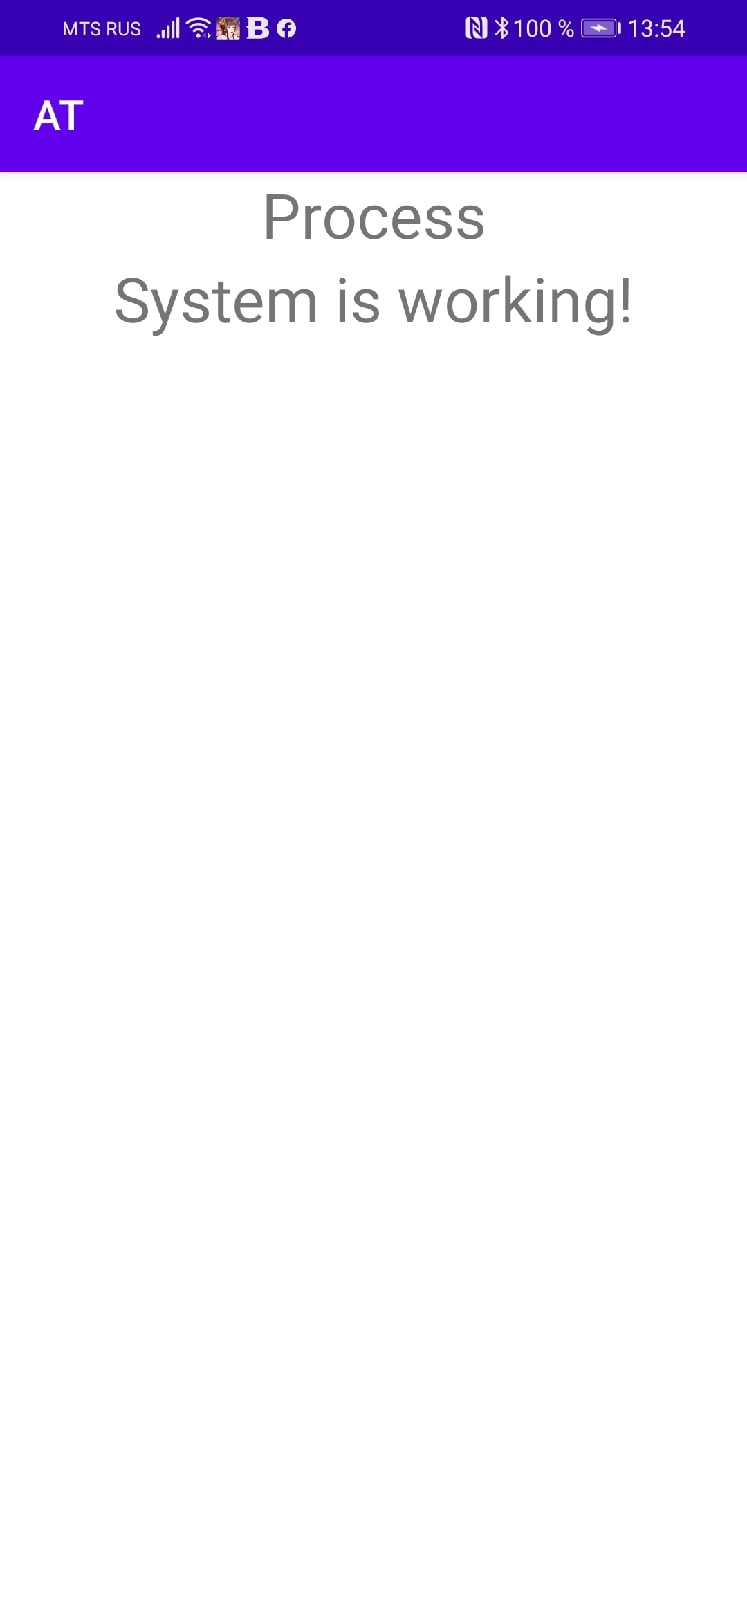 MTS RUS B 100 % 13:54
AT
Process
System is working!